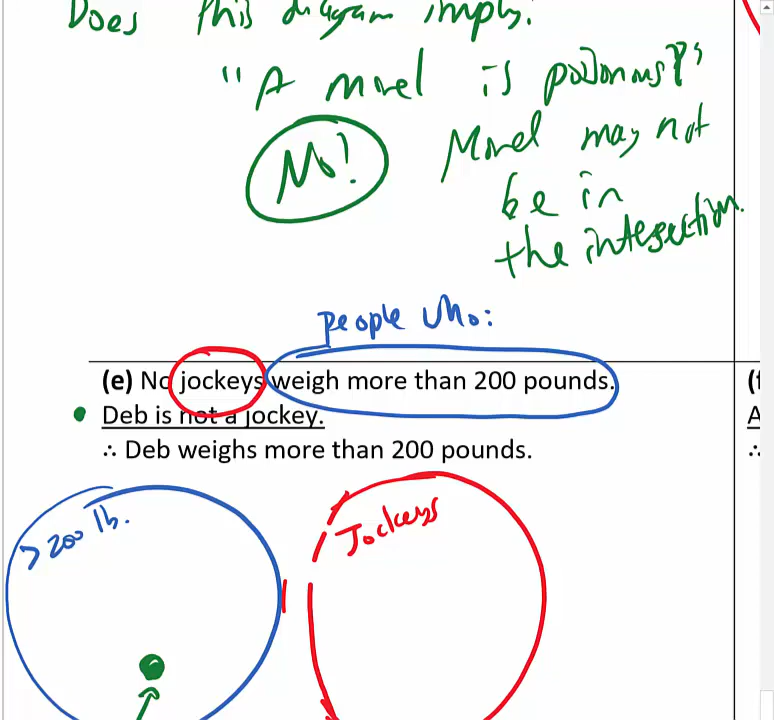 Does this diagram imply:
"A morel is poisonous?"
No! Morel may not
be in
the intersection.
people who:
(e) No jockeys weigh more than 200 pounds.
(f
Deb is not a jockey.
A
∴ Deb weighs more than 200 pounds.
∴
> 200 lb.
Jockeys